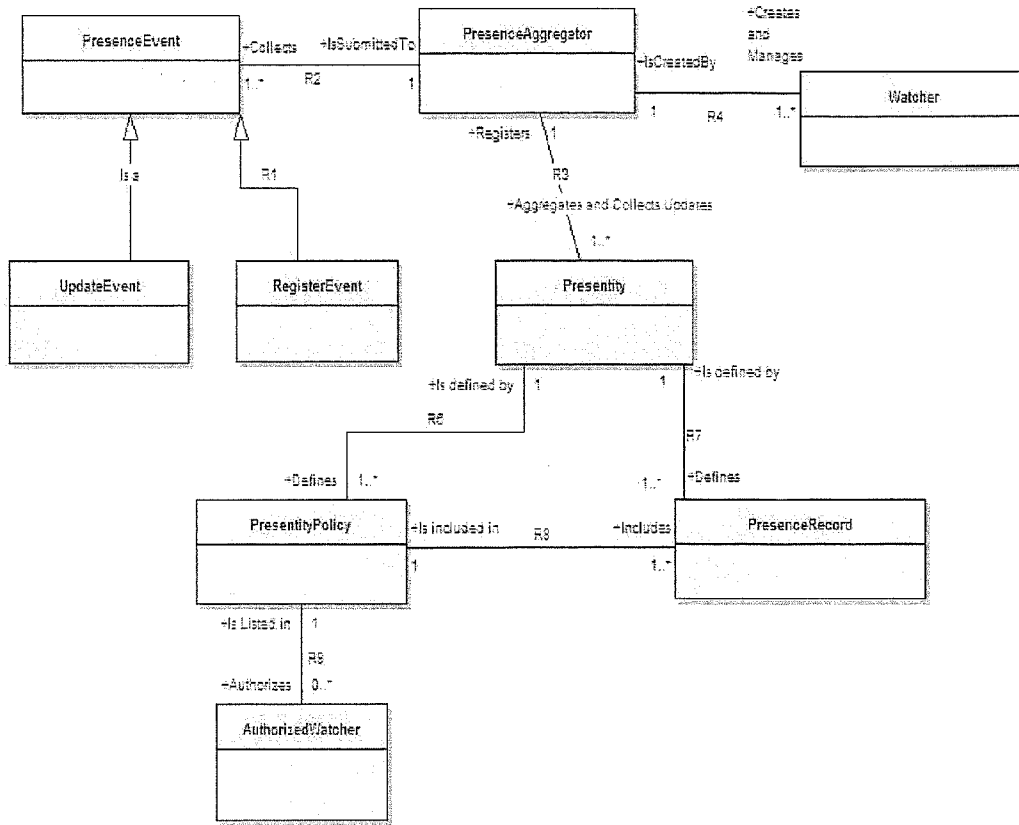 PresenceEvent
+Collects
1..*
R2
+IsSubmittedTo
1
PresenceAggregator
+IsCreatedBy
1
R4
+Creates
and
Manages
1..*
Watcher
+Registers
1
R3
+Aggregates and Collects Updates
1..*
Is a
R1
UpdateEvent
RegisterEvent
Presentity
+Is defined by
1
R6
+Defines
1..*
1
+Is defined by
R7
1..*
+Defines
PresentityPolicy
+Is included in
1
R8
+Includes
1..*
PresenceRecord
+Is Listed in
1
R9
+Authorizes
0..*
AuthorizedWatcher